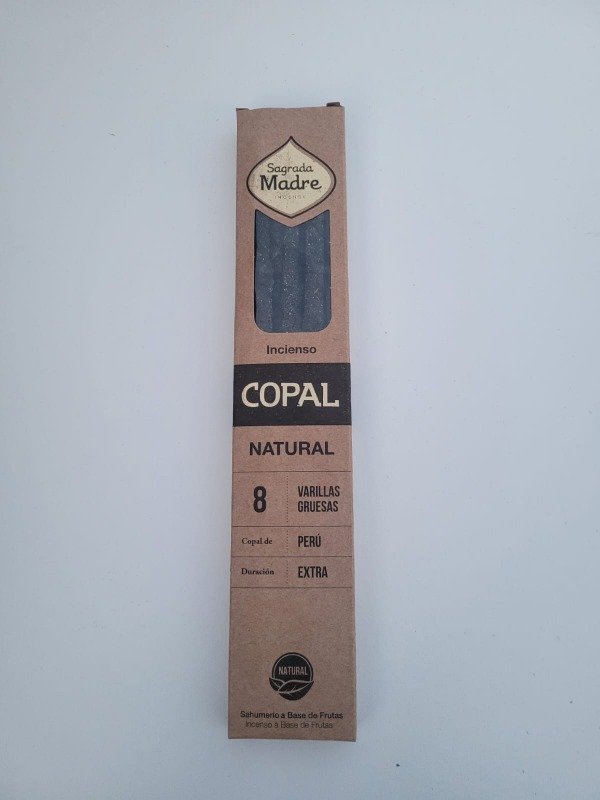 Sagrada
Madre
INCENSE
Incienso
COPAL
NATURAL
8 VARILLAS
GRUESAS
Copal de PERÚ
Duración EXTRA
NATURAL
Sahumerio a Base de Frutas
Incenso à Base de Frutas